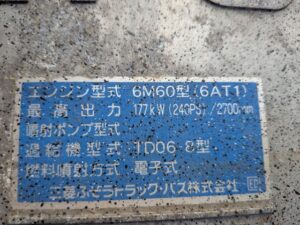 エンジン型式 6M60型(6AT1)
最高出力 177kW(240PS)/2700rpm
噴射ポンプ型式
過給機型式 TD06-8型
燃料噴射方式 電子式
三菱ふそうトラック・バス株式会社